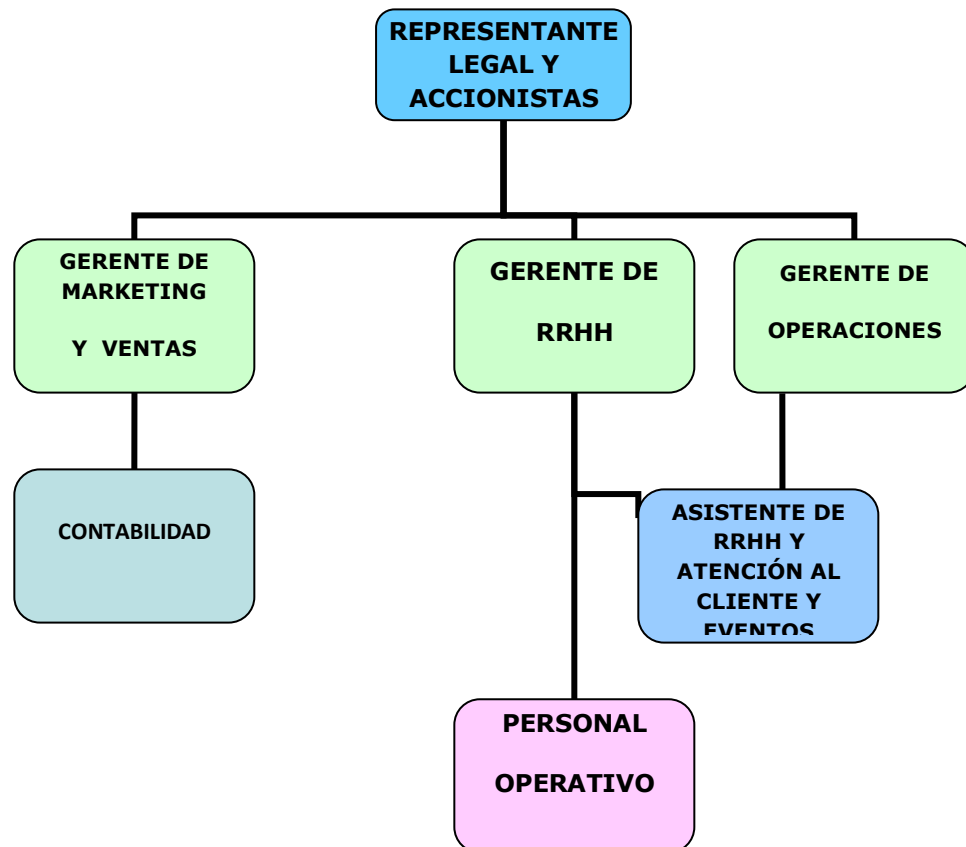 REPRESENTANTE
LEGAL Y
ACCIONISTAS
GERENTE DE
MARKETING
Y VENTAS
GERENTE DE
RRHH
GERENTE DE
OPERACIONES
CONTABILIDAD
ASISTENTE DE
RRHH Y
ATENCIÓN AL
CLIENTE Y
EVENTOS
PERSONAL
OPERATIVO